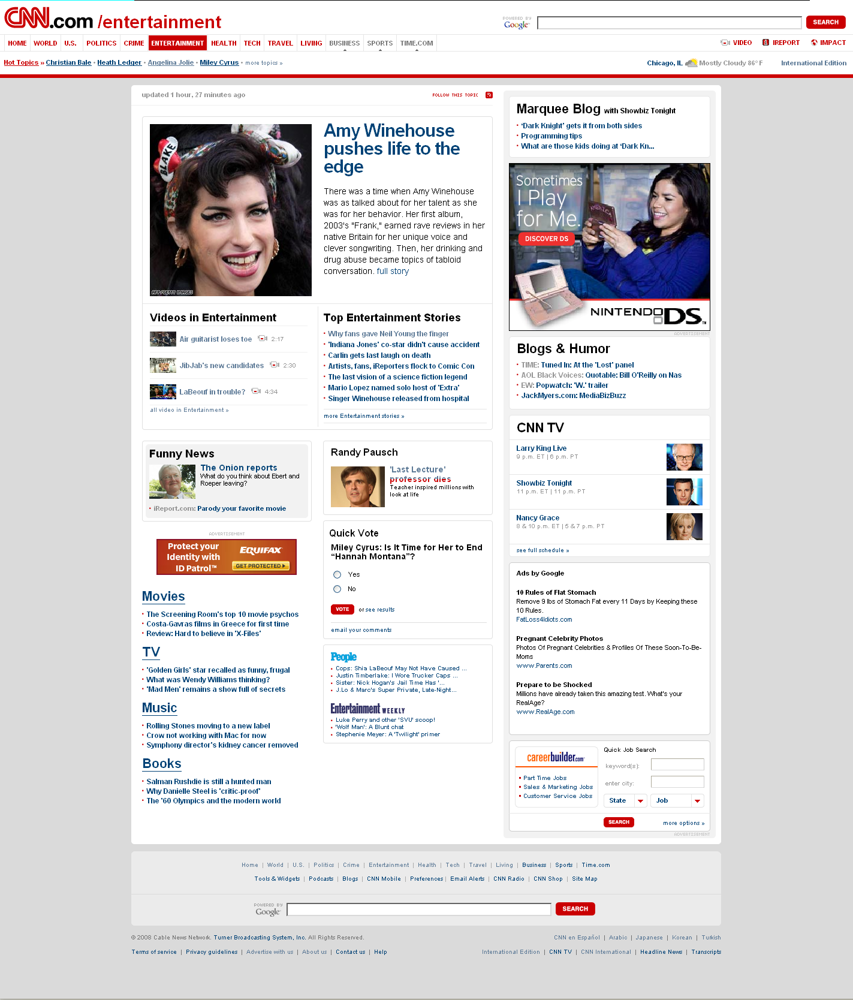 CNN.com /entertainment
POWERED BY
Google
SEARCH
HOME WORLD U.S. POLITICS CRIME ENTERTAINMENT HEALTH TECH TRAVEL LIVING BUSINESS SPORTS TIME.COM
VIDEO IREPORT IMPACT
Hot Topics » Christian Bale • Heath Ledger • Angelina Jolie • Miley Cyrus • more topics »
Chicago, IL Mostly Cloudy 86° F International Edition
updated 1 hour, 27 minutes ago
FOLLOW THIS TOPIC
BLAKE
AFP/GETTY IMAGES
Amy Winehouse
pushes life to the
edge
There was a time when Amy Winehouse
was as talked about for her talent as she
was for her behavior. Her first album,
2003's "Frank," earned rave reviews in her
native Britain for her unique voice and
clever songwriting. Then, her drinking and
drug abuse became topics of tabloid
conversation. full story
Videos in Entertainment
Air guitarist loses toe 2:17
JibJab's new candidates 2:30
LaBeouf in trouble? 4:34
all video in Entertainment »
Top Entertainment Stories
• Why fans gave Neil Young the finger
• 'Indiana Jones' co-star didn't cause accident
• Carlin gets last laugh on death
• Artists, fans, iReporters flock to Comic Con
• The last vision of a science fiction legend
• Mario Lopez named solo host of 'Extra'
• Singer Winehouse released from hospital
more Entertainment stories »
Funny News
The Onion reports
What do you think about Ebert and
Roeper leaving?
• iReport.com: Parody your favorite movie
ADVERTISEMENT
Protect your
Identity with
ID Patrol™
EQUIFAX
GET PROTECTED
Movies
• The Screening Room's top 10 movie psychos
• Costa-Gavras films in Greece for first time
• Review: Hard to believe in 'X-Files'
TV
• 'Golden Girls' star recalled as funny, frugal
• What was Wendy Williams thinking?
• 'Mad Men' remains a show full of secrets
Music
• Rolling Stones moving to a new label
• Crow not working with Mac for now
• Symphony director's kidney cancer removed
Books
• Salman Rushdie is still a hunted man
• Why Danielle Steel is 'critic-proof'
• The '60 Olympics and the modern world
Randy Pausch
'Last Lecture'
professor dies
Teacher inspired millions with
look at life
Quick Vote
Miley Cyrus: Is It Time for Her to End
“Hannah Montana”?
Yes
No
VOTE or see results
email your comments
People
• Cops: Shia LaBeouf May Not Have Caused ...
• Justin Timberlake: I Wore Trucker Caps ...
• Sister: Nick Hogan's Jail Time Has '...
• J.Lo & Marc's Super Private, Late-Night...
Entertainment WEEKLY
• Luke Perry and other 'SVU' scoop!
• 'Wolf Man': A Blunt chat
• Stephenie Meyer: A 'Twilight' primer
Marquee Blog with Showbiz Tonight
• ‘Dark Knight’ gets it from both sides
• Programming tips
• What are those kids doing at ‘Dark Kn...
Sometimes
I Play
for Me.
DISCOVER DS
NINTENDO DS™
ADVERTISEMENT
Blogs & Humor
• TIME: Tuned In: At the 'Lost' panel
• AOL Black Voices: Quotable: Bill O'Reilly on Nas
• EW: Popwatch: 'W.' trailer
• JackMyers.com: MediaBizBuzz
CNN TV
Larry King Live
9 p.m. ET | 6 p.m. PT
Showbiz Tonight
11 p.m. ET | 11 p.m. PT
Nancy Grace
8 & 10 p.m. ET | 5 & 7 p.m. PT
see full schedule »
Ads by Google
10 Rules of Flat Stomach
Remove 9 lbs of Stomach Fat every 11 Days by Keeping these
10 Rules.
FatLoss4Idiots.com
Pregnant Celebrity Photos
Photos Of Pregnant Celebrities & Profiles Of These Soon-To-Be-
Moms
www.Parents.com
Prepare to be Shocked
Millions have already taken this amazing test. What's your
RealAge?
www.RealAge.com
careerbuilder.com
• Part Time Jobs
• Sales & Marketing Jobs
• Customer Service Jobs
Quick Job Search
keyword(s):
enter city:
State Job
SEARCH more options »
ADVERTISEMENT
Home | World | U.S. | Politics | Crime | Entertainment | Health | Tech | Travel | Living | Business | Sports | Time.com
Tools & Widgets | Podcasts | Blogs | CNN Mobile | Preferences | Email Alerts | CNN Radio | CNN Shop | Site Map
POWERED BY
Google
SEARCH
© 2008 Cable News Network. Turner Broadcasting System, Inc. All Rights Reserved.
CNN en Español | Arabic | Japanese | Korean | Turkish
Terms of service | Privacy guidelines | Advertise with us | About us | Contact us | Help
International Edition | CNN TV | CNN International | Headline News | Transcripts